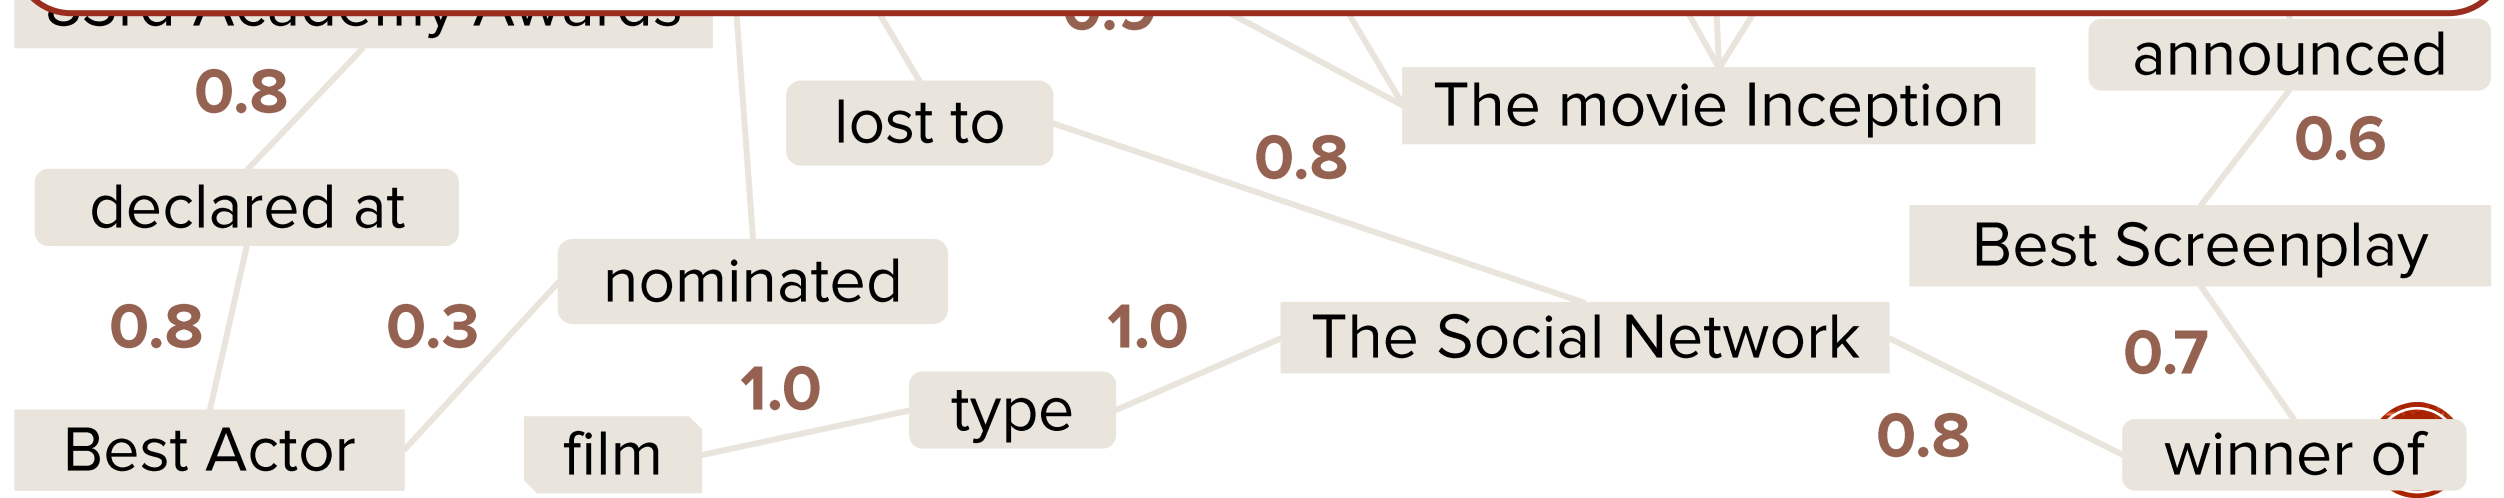 announced
0.8
lost to
The movie Inception
0.8
0.6
declared at
nominated
Best Screenplay
0.8
0.3
1.0
The Social Network
0.7
1.0
type
0.8
Best Actor
film
winner of